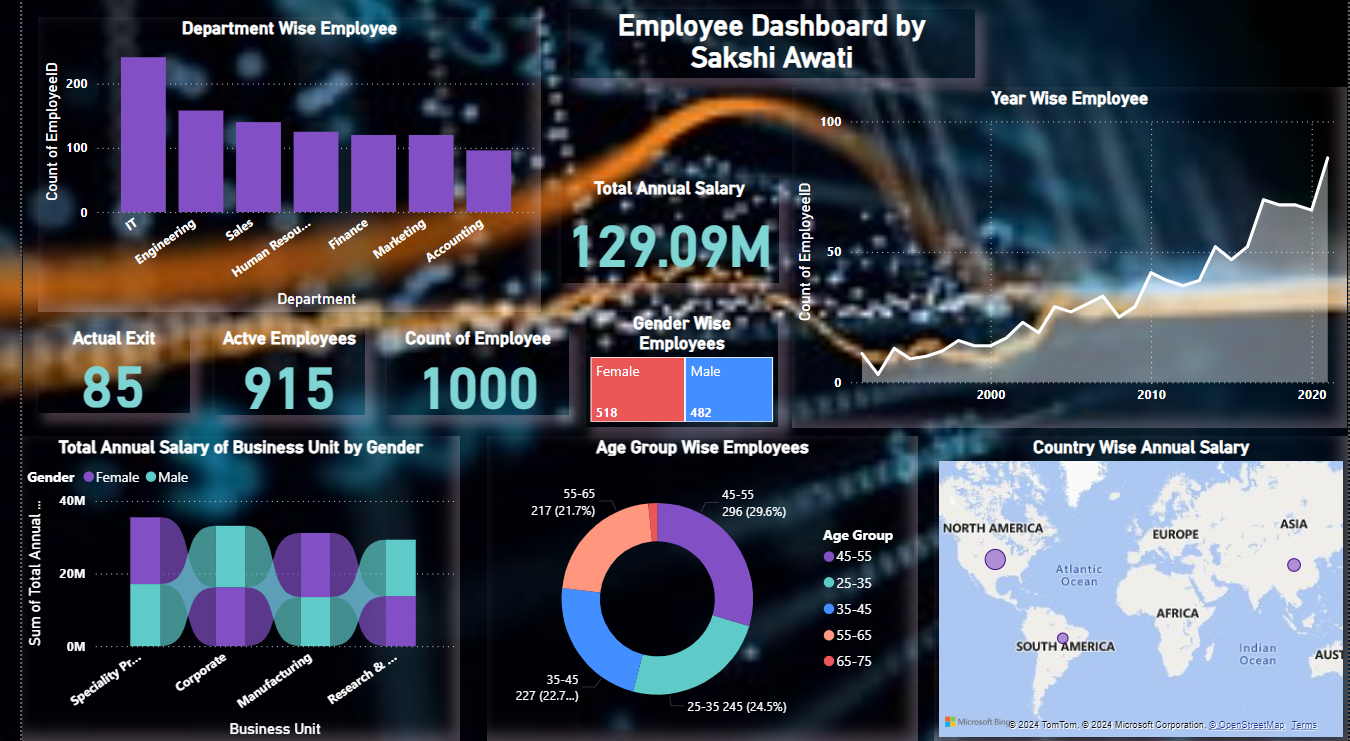 Department Wise Employee
Count of EmployeeID
200
100
0
IT
Engineering
Sales
Human Resou...
Finance
Marketing
Accounting
Department
Employee Dashboard by
Sakshi Awati
Total Annual Salary
129.09M
Year Wise Employee
Count of EmployeeID
100
50
0
2000
2010
2020
Actual Exit
85
Actve Employees
915
Count of Employee
1000
Gender Wise
Employees
Female
518
Male
482
Total Annual Salary of Business Unit by Gender
Gender
Female
Male
Sum of Total Annual ...
40M
20M
0M
Speciality Pr...
Corporate
Manufacturing
Research & ...
Business Unit
Age Group Wise Employees
55-65
217 (21.7%)
45-55
296 (29.6%)
35-45
227 (22.7...)
25-35 245 (24.5%)
Age Group
45-55
25-35
35-45
55-65
65-75
Country Wise Annual Salary
NORTH AMERICA
EUROPE
ASIA
Atlantic
Ocean
AFRICA
SOUTH AMERICA
Indian
Ocean
AUST
Microsoft Bing
© 2024 TomTom, © 2024 Microsoft Corporation, © OpenStreetMap Terms